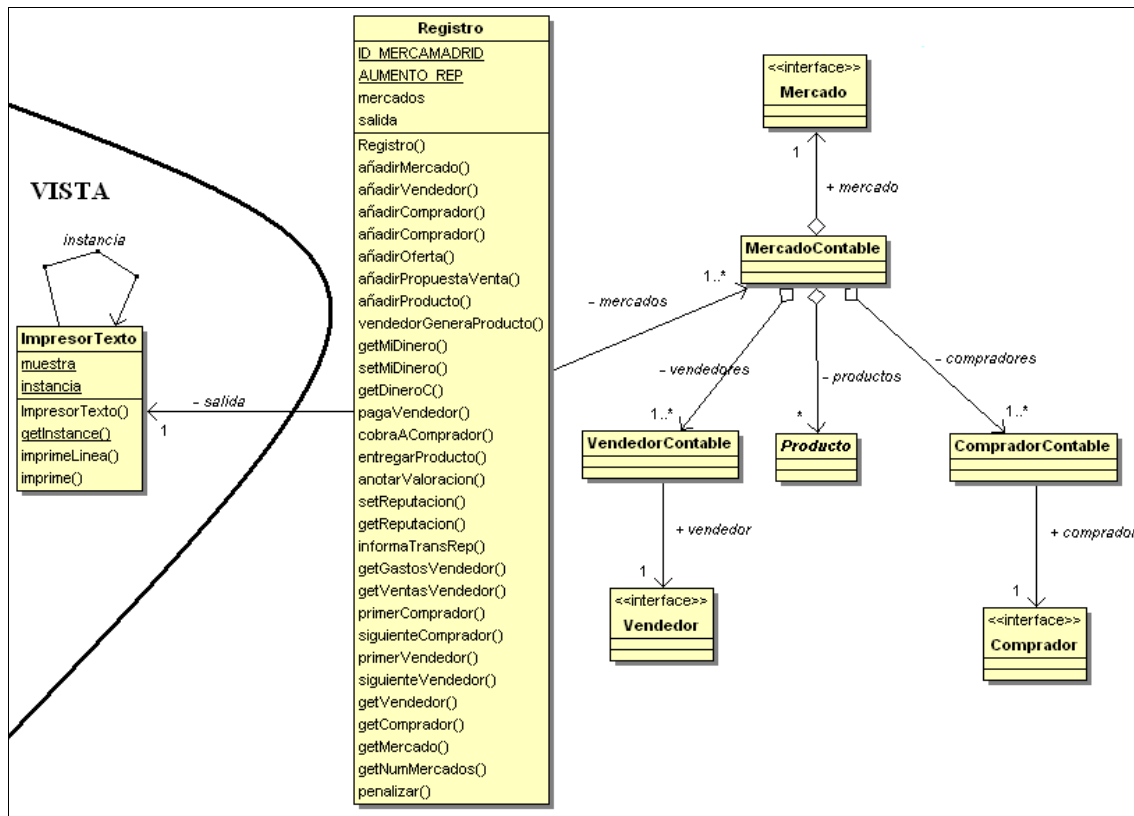 VISTA
instancia
ImpresorTexto
muestra
instancia
ImpresorTexto()
getInstance()
imprimeLinea()
imprime()
- salida
1
Registro
ID_MERCAMADRID
AUMENTO_REP
mercados
salida
Registro()
añadirMercado()
añadirVendedor()
añadirComprador()
añadirComprador()
añadirOferta()
añadirPropuestaVenta()
añadirProducto()
vendedorGeneraProducto()
getMiDinero()
setMiDinero()
getDineroC()
pagaVendedor()
cobraAComprador()
entregarProducto()
anotarValoracion()
setReputacion()
getReputacion()
informaTransRep()
getGastosVendedor()
getVentasVendedor()
primerComprador()
siguienteComprador()
primerVendedor()
siguienteVendedor()
getVendedor()
getComprador()
getMercado()
getNumMercados()
penalizar()
<<interface>>
Mercado
1
+ mercado
MercadoContable
1..*
- mercados
- vendedores
- productos
- compradores
1..*
*
1..*
VendedorContable
Producto
CompradorContable
+ vendedor
1
<<interface>>
Vendedor
+ comprador
1
<<interface>>
Comprador